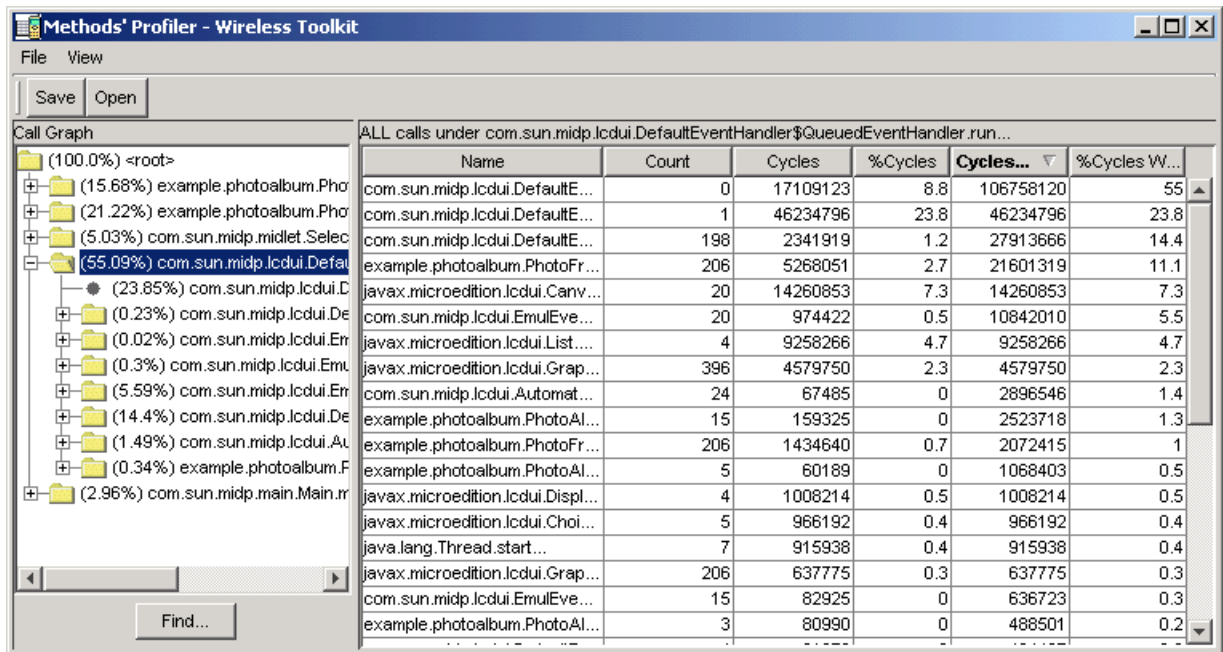 Methods' Profiler - Wireless Toolkit
File View
Save Open
Call Graph
(100.0%) <root>
(15.68%) example.photoalbum.Pho
(21.22%) example.photoalbum.Pho
(5.03%) com.sun.midp.midlet.Selec
(55.09%) com.sun.midp.lcdui.Defau
(23.85%) com.sun.midp.lcdui.D
(0.23%) com.sun.midp.lcdui.De
(0.02%) com.sun.midp.lcdui.Em
(0.3%) com.sun.midp.lcdui.Emu
(5.59%) com.sun.midp.lcdui.Em
(14.4%) com.sun.midp.lcdui.De
(1.49%) com.sun.midp.lcdui.Au
(0.34%) example.photoalbum.F
(2.96%) com.sun.midp.main.Main.m
Find...
ALL calls under com.sun.midp.lcdui.DefaultEventHandler$QueuedEventHandler.run...
Name Count Cycles %Cycles Cycles... %Cycles W...
com.sun.midp.lcdui.DefaultE... 0 17109123 8.8 106758120 55
com.sun.midp.lcdui.DefaultE... 1 46234796 23.8 46234796 23.8
com.sun.midp.lcdui.DefaultE... 198 2341919 1.2 27913666 14.4
example.photoalbum.PhotoFr... 206 5268051 2.7 21601319 11.1
javax.microedition.lcdui.Canv... 20 14260853 7.3 14260853 7.3
com.sun.midp.lcdui.EmulEve... 20 974422 0.5 10842010 5.5
javax.microedition.lcdui.List.... 4 9258266 4.7 9258266 4.7
javax.microedition.lcdui.Grap... 396 4579750 2.3 4579750 2.3
com.sun.midp.lcdui.Automat... 24 67485 0 2896546 1.4
example.photoalbum.PhotoAl... 15 159325 0 2523718 1.3
example.photoalbum.PhotoFr... 206 1434640 0.7 2072415 1
example.photoalbum.PhotoAl... 5 60189 0 1068403 0.5
javax.microedition.lcdui.Displ... 4 1008214 0.5 1008214 0.5
javax.microedition.lcdui.Choi... 5 966192 0.4 966192 0.4
java.lang.Thread.start... 7 915938 0.4 915938 0.4
javax.microedition.lcdui.Grap... 206 637775 0.3 637775 0.3
com.sun.midp.lcdui.EmulEve... 15 82925 0 636723 0.3
example.photoalbum.PhotoAl... 3 80990 0 488501 0.2